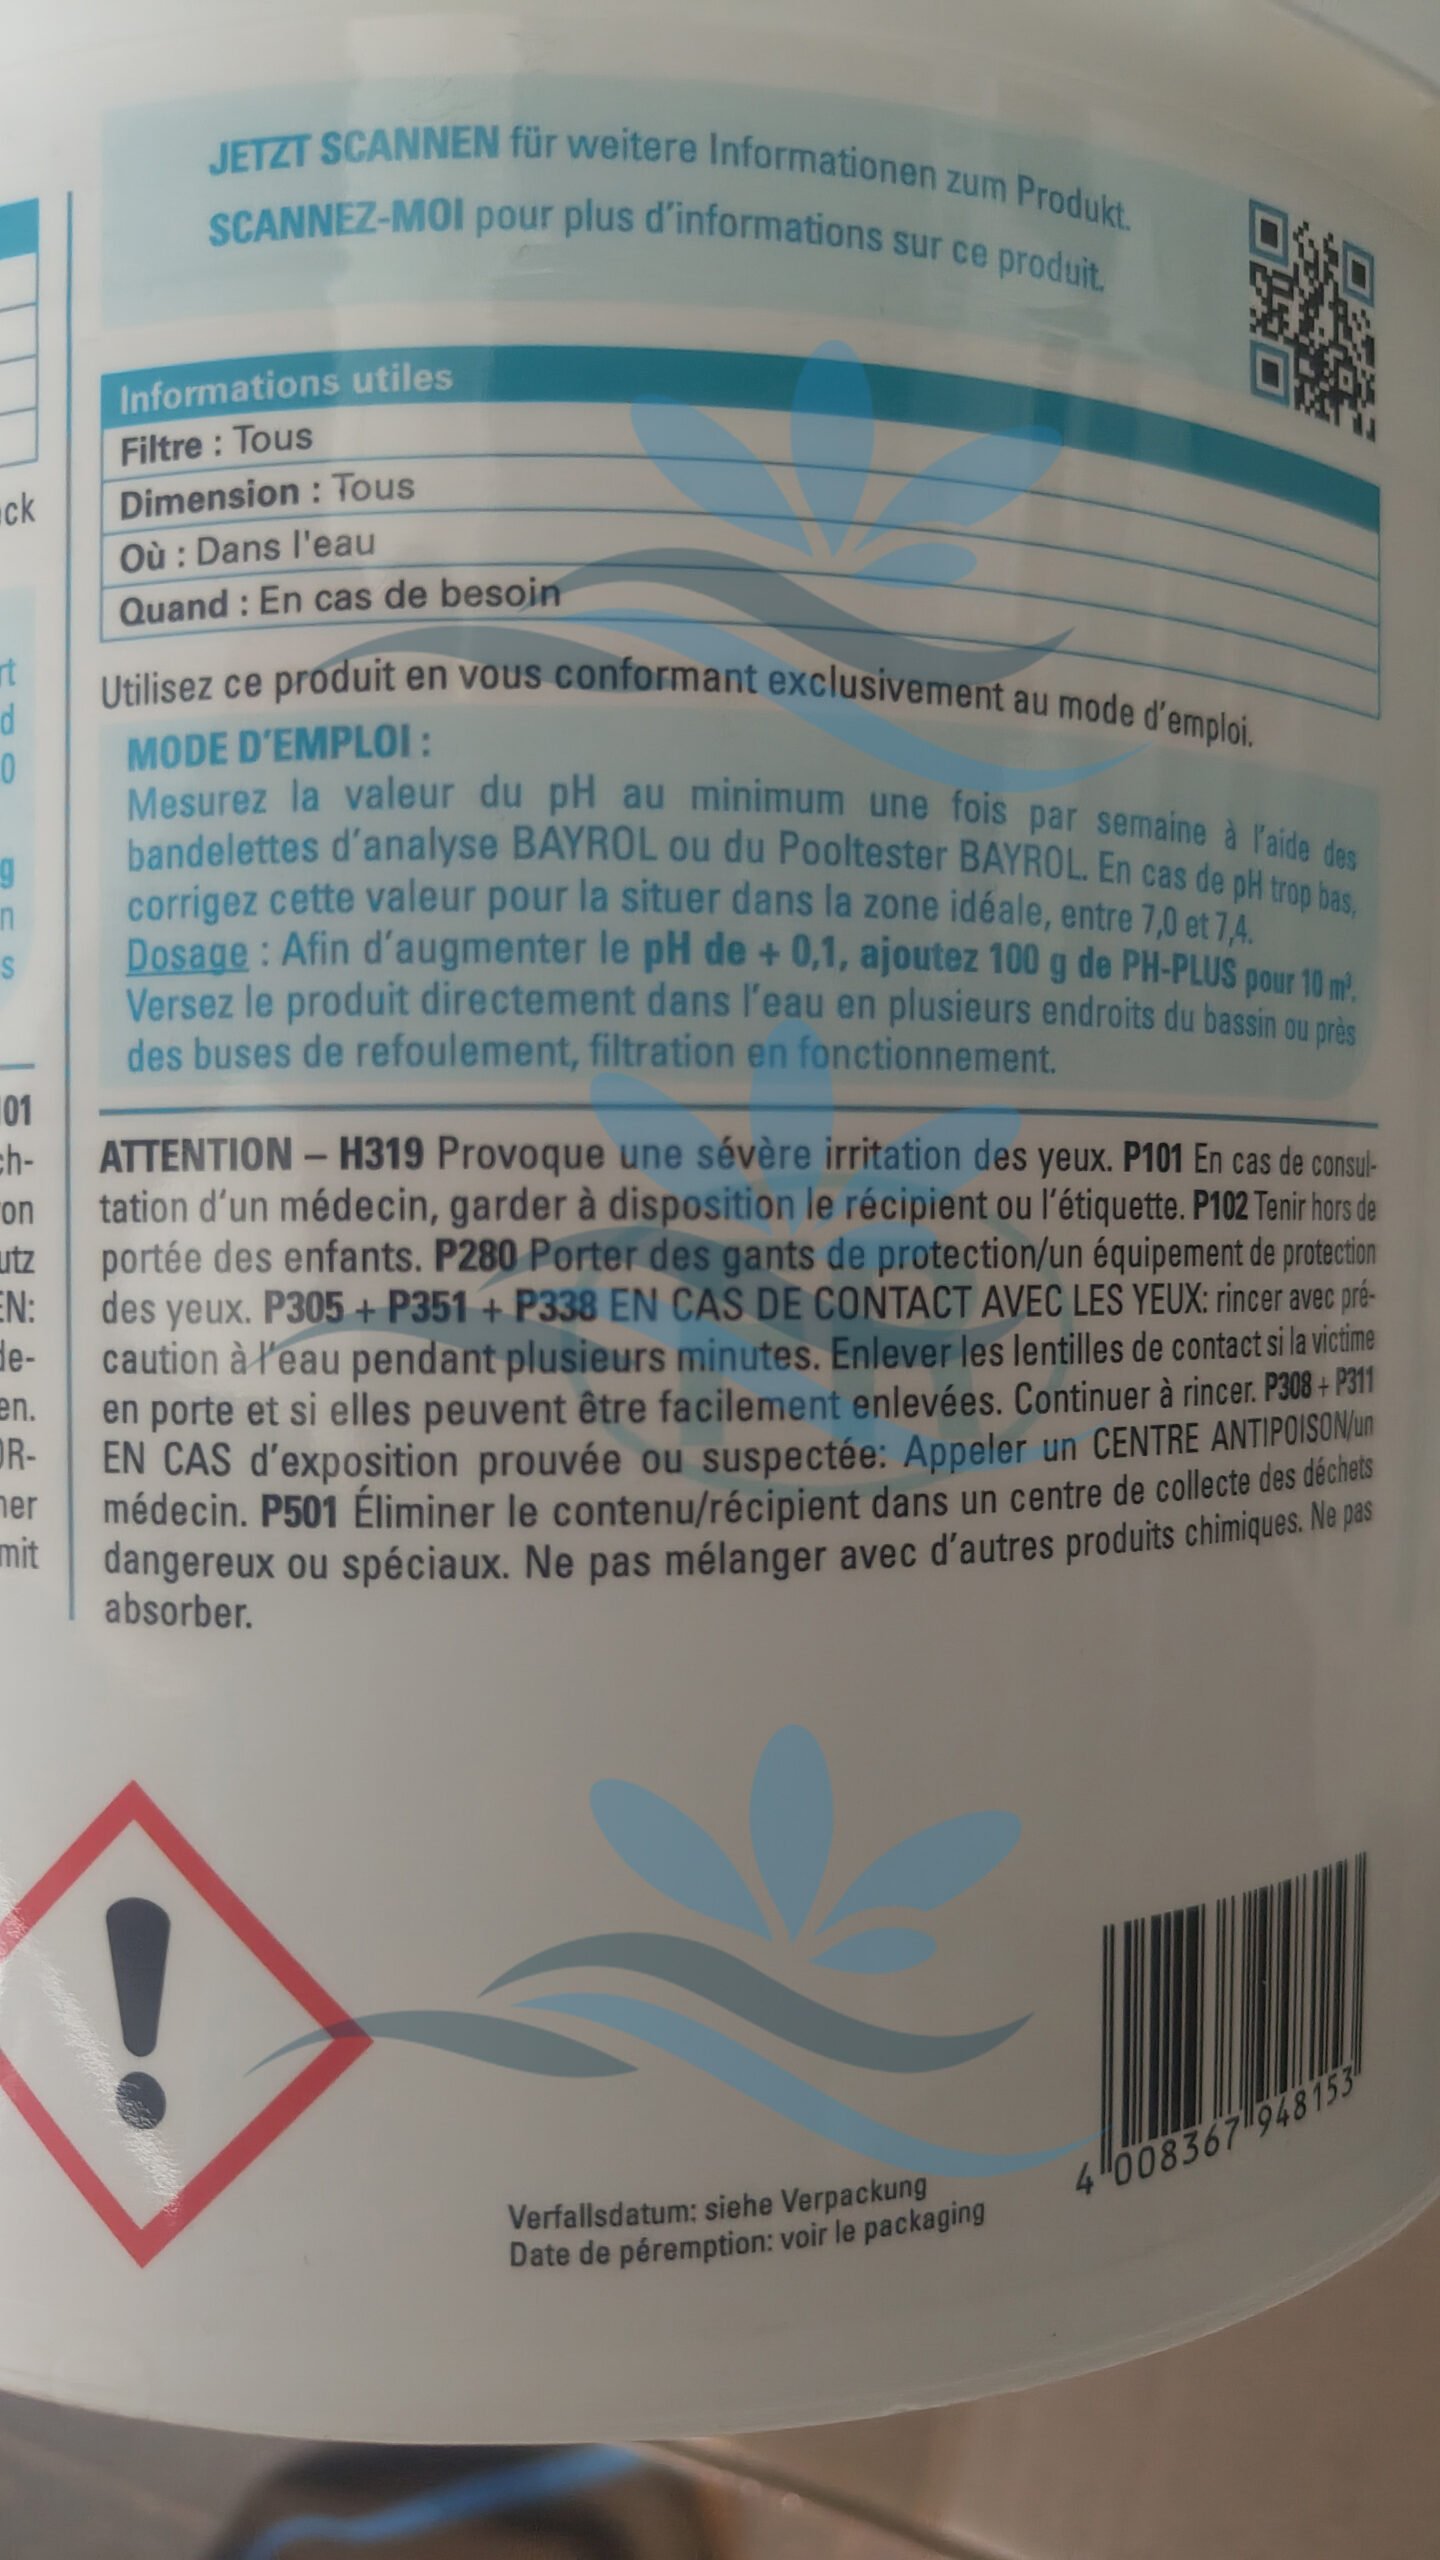 JETZT SCANNEN für weitere Informationen zum Produkt.
SCANNEZ-MOI pour plus d'informations sur ce produit.
Informations utiles
Filtre : Tous
Dimension : Tous
Où : Dans l'eau
Quand : En cas de besoin
Utilisez ce produit en vous conformant exclusivement au mode d'emploi.
MODE D'EMPLOI :
Mesurez la valeur du pH au minimum une fois par semaine à l'aide des
bandelettes d'analyse BAYROL ou du Pooltester BAYROL. En cas de pH trop bas,
corrigez cette valeur pour la situer dans la zone idéale, entre 7,0 et 7,4.
Dosage : Afin d'augmenter le pH de + 0,1, ajoutez 100 g de PH-PLUS pour 10 m³.
Versez le produit directement dans l'eau en plusieurs endroits du bassin ou près
des buses de refoulement, filtration en fonctionnement.
ATTENTION – H319 Provoque une sévère irritation des yeux. P101 En cas de consul-
tation d'un médecin, garder à disposition le récipient ou l'étiquette. P102 Tenir hors de
portée des enfants. P280 Porter des gants de protection/un équipement de protection
des yeux. P305 + P351 + P338 EN CAS DE CONTACT AVEC LES YEUX: rincer avec pré-
caution à l'eau pendant plusieurs minutes. Enlever les lentilles de contact si la victime
en porte et si elles peuvent être facilement enlevées. Continuer à rincer. P308 + P311
EN CAS d'exposition prouvée ou suspectée: Appeler un CENTRE ANTIPOISON/un
médecin. P501 Éliminer le contenu/récipient dans un centre de collecte des déchets
dangereux ou spéciaux. Ne pas mélanger avec d'autres produits chimiques. Ne pas
absorber.
4 008367 948153
Verfallsdatum: siehe Verpackung
Date de péremption: voir le packaging